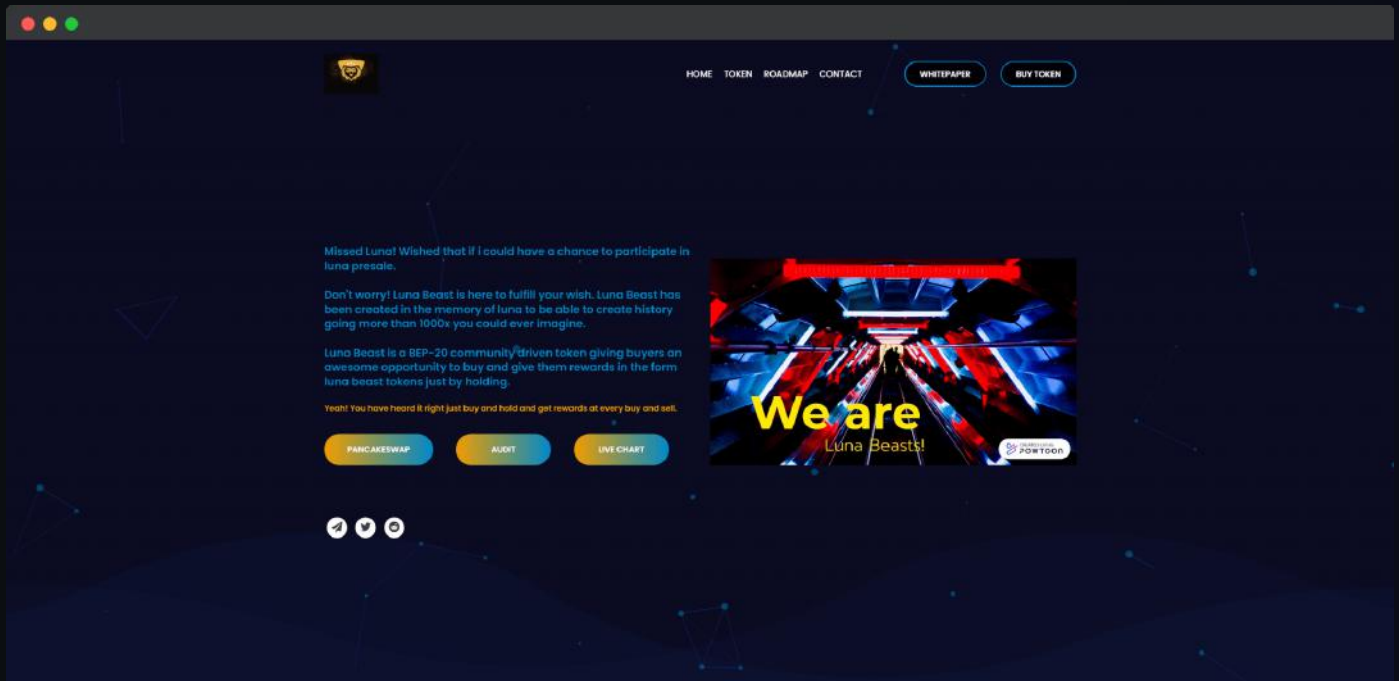 HOME TOKEN ROADMAP CONTACT WHITEPAPER BUY TOKEN
Missed Luna! Wished that if i could have a chance to participate in
luna presale.
Don't worry! Luna Beast is here to fulfill your wish. Luna Beast has
been created in the memory of luna to be able to create history
going more than 1000x you could ever imagine.
Luna Beast is a BEP-20 community driven token giving buyers an
awesome opportunity to buy and give them rewards in the form
luna beast tokens just by holding.
Yeah! You have heard it right just buy and hold and get rewards at every buy and sell.
PANCAKESWAP AUDIT LIVE CHART
We are
Luna Beasts!
POWTOON